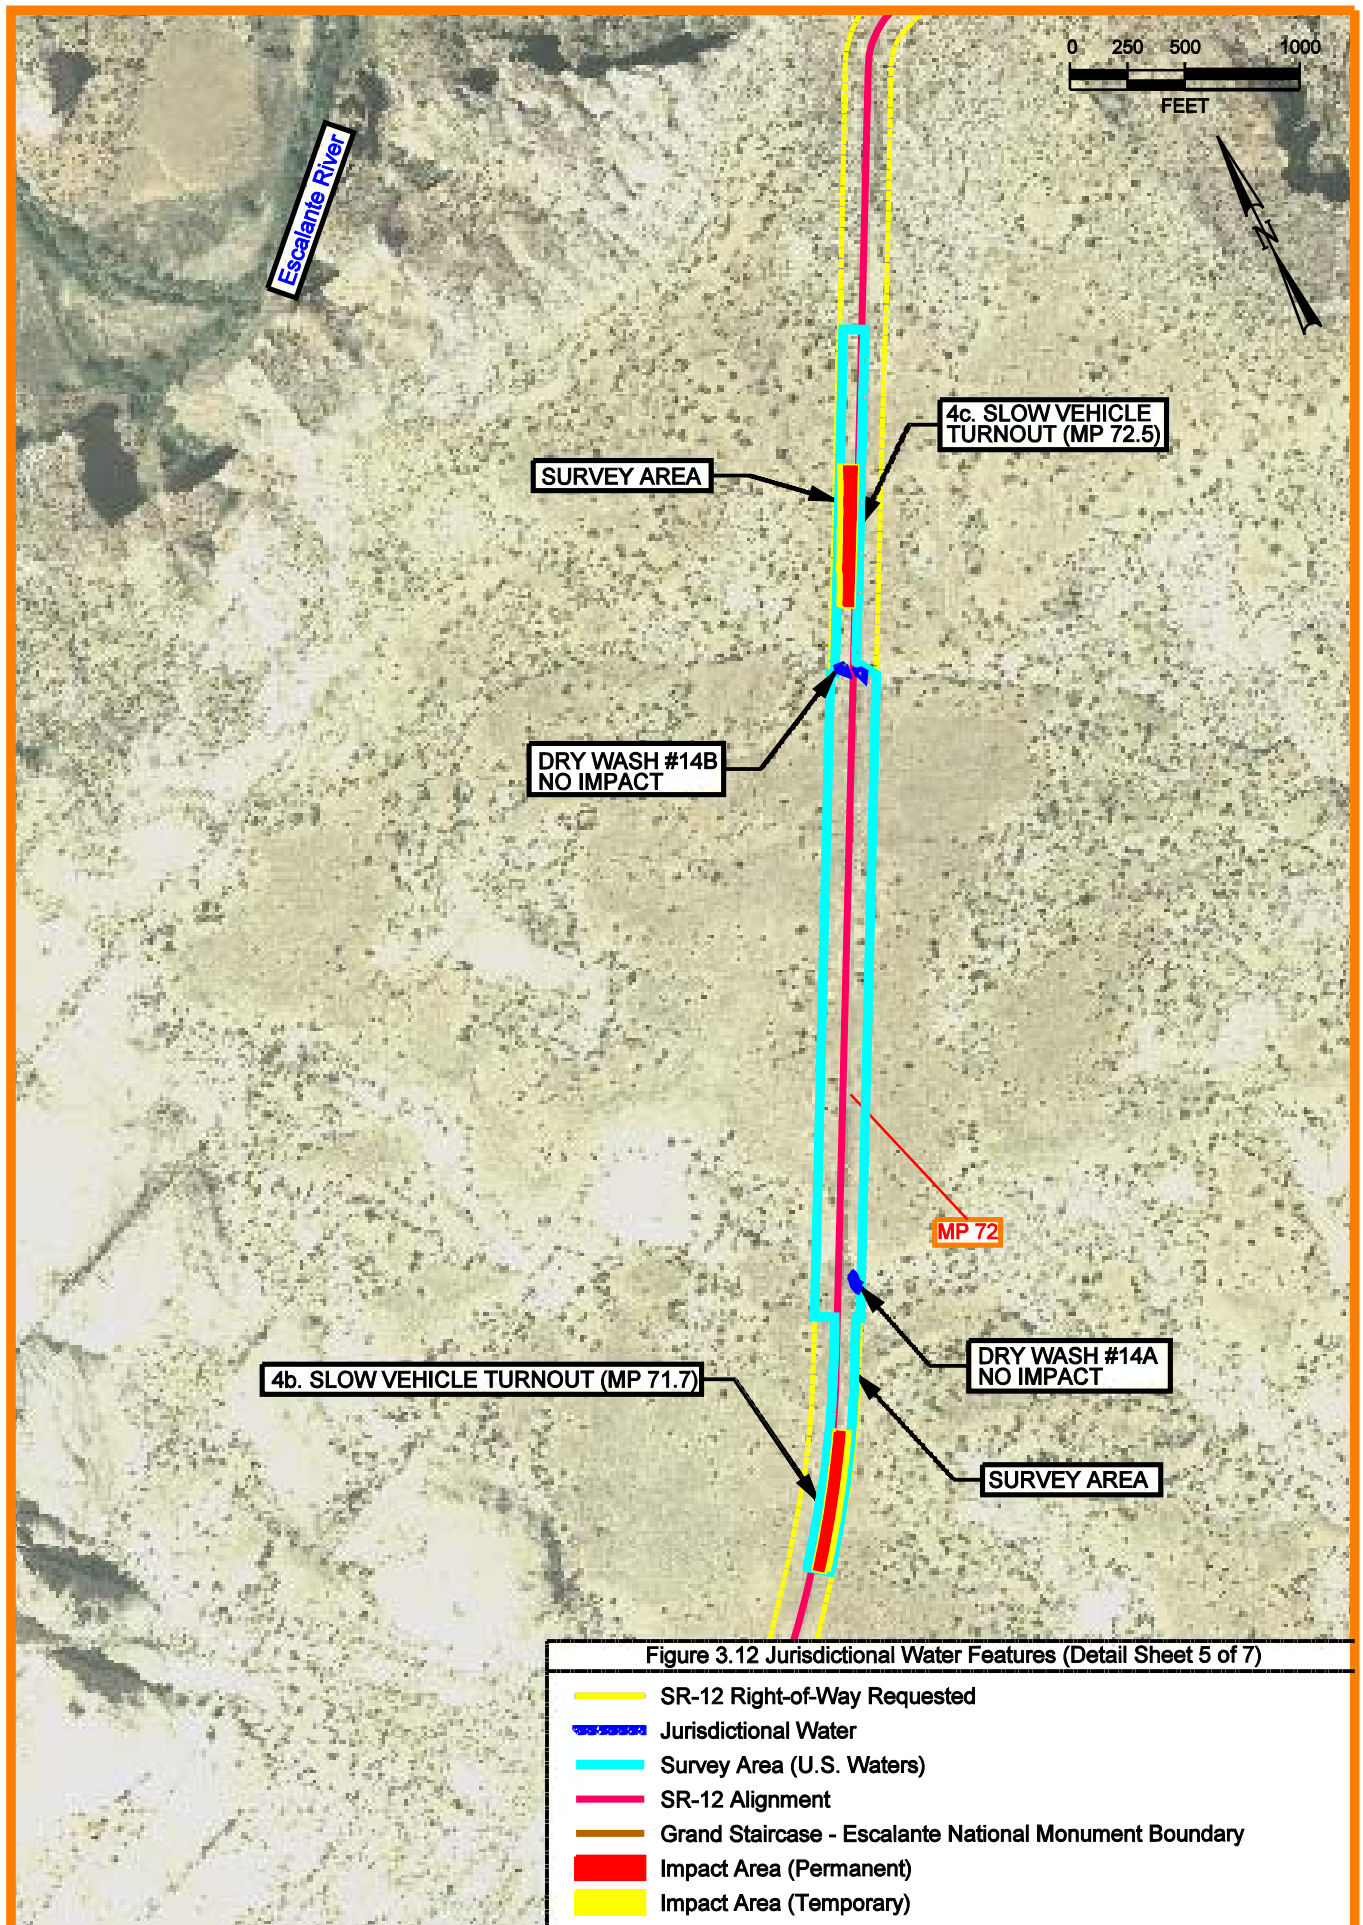 0 250 500 1000
FEET
Escalante River
N
4c. SLOW VEHICLE
TURNOUT (MP 72.5)
SURVEY AREA
DRY WASH #14B
NO IMPACT
MP 72
DRY WASH #14A
NO IMPACT
4b. SLOW VEHICLE TURNOUT (MP 71.7)
SURVEY AREA
Figure 3.12 Jurisdictional Water Features (Detail Sheet 5 of 7)
SR-12 Right-of-Way Requested
Jurisdictional Water
Survey Area (U.S. Waters)
SR-12 Alignment
Grand Staircase - Escalante National Monument Boundary
Impact Area (Permanent)
Impact Area (Temporary)